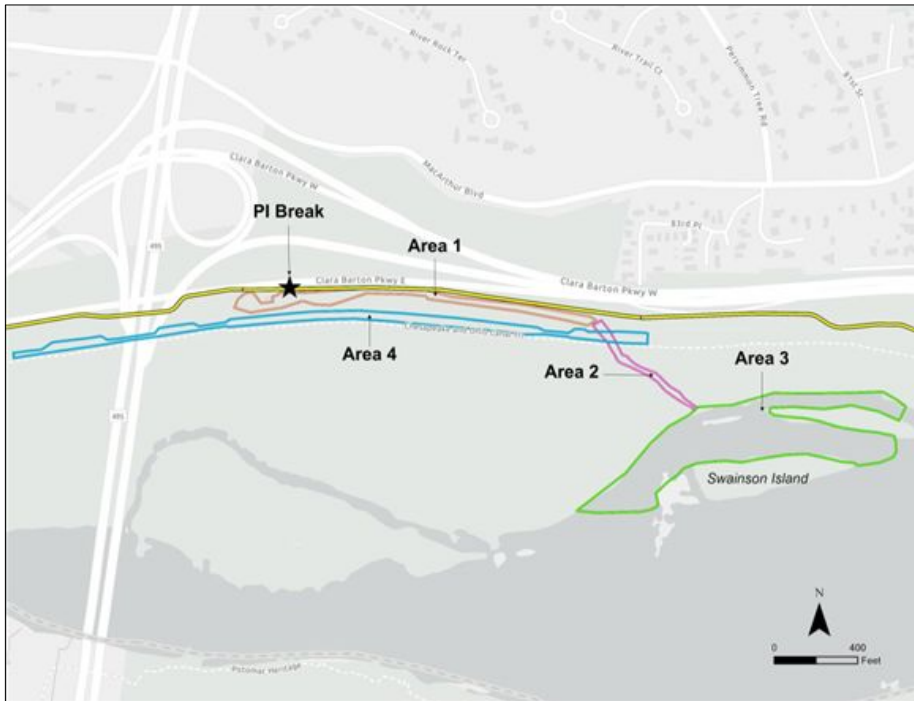 River Rock Ter
River Trail Ct
Persimmon Tree Rd
81st St
MacArthur Blvd
Clara Barton Pkwy W
83rd Pl
495
PI Break
Area 1
Clara Barton Pkwy E
Clara Barton Pkwy W
Area 4
Area 2
Area 3
495
Swainson Island
N
0 400
Feet
Potomac Heritage